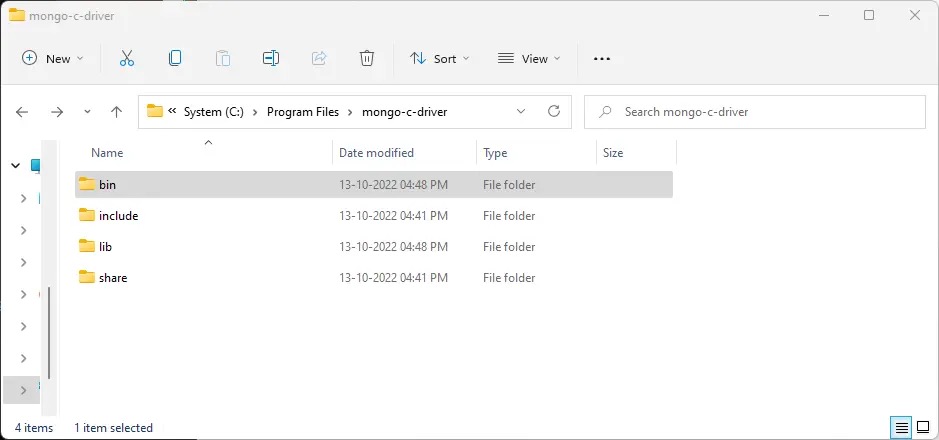 mongo-c-driver
New Sort View
System (C:) Program Files mongo-c-driver Search mongo-c-driver
Name Date modified Type Size
bin 13-10-2022 04:48 PM File folder
include 13-10-2022 04:41 PM File folder
lib 13-10-2022 04:48 PM File folder
share 13-10-2022 04:41 PM File folder
4 items 1 item selected